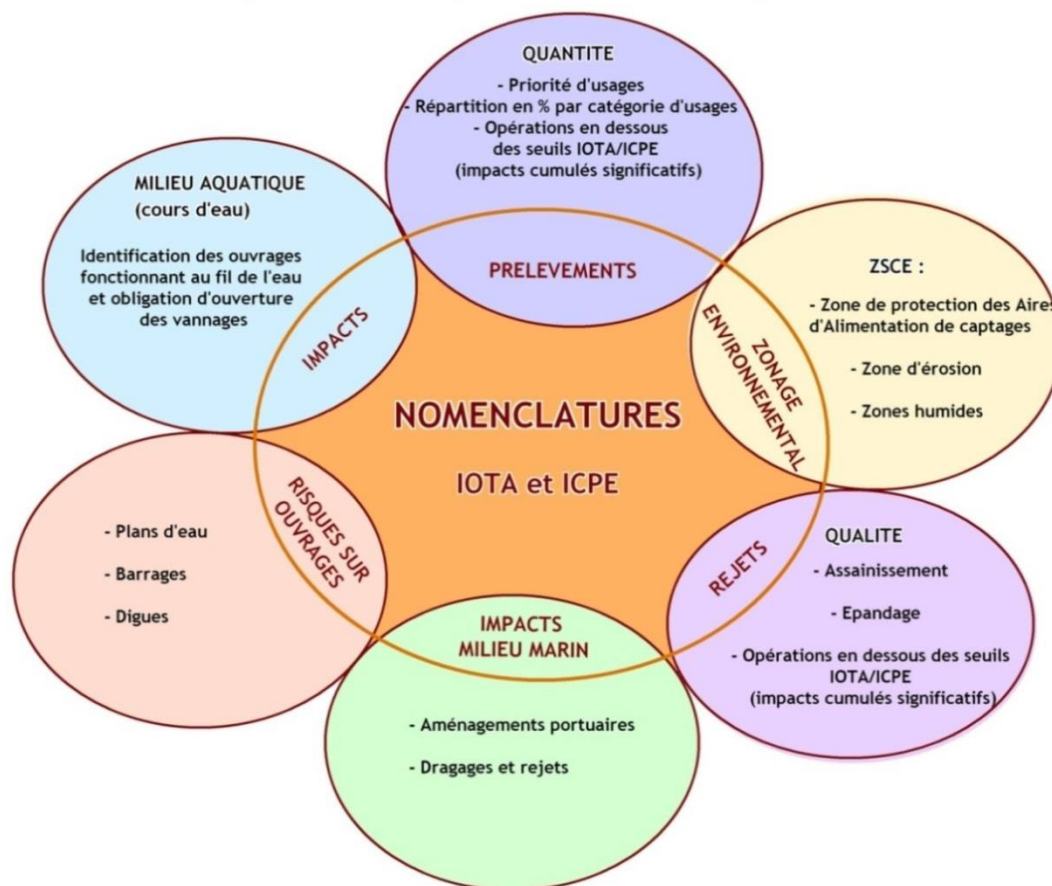 QUANTITE
- Priorité d'usages
- Répartition en % par catégorie d'usages
- Opérations en dessous
des seuils IOTA/ICPE
(impacts cumulés significatifs)
PRELEVEMENTS
MILIEU AQUATIQUE
(cours d'eau)
Identification des ouvrages
fonctionnant au fil de l'eau
et obligation d'ouverture
des vannages
IMPACTS
ZSCE :
- Zone de protection des Aires
d'Alimentation de captages
- Zone d'érosion
- Zones humides
ZONAGE
ENVIRONNEMENTAL
NOMENCLATURES
IOTA et ICPE
- Plans d'eau
- Barrages
- Digues
RISQUES SUR
OUVRAGES
QUALITE
- Assainissement
- Epandage
- Opérations en dessous des seuils
IOTA/ICPE
(impacts cumulés significatifs)
REJETS
IMPACTS
MILIEU MARIN
- Aménagements portuaires
- Dragages et rejets